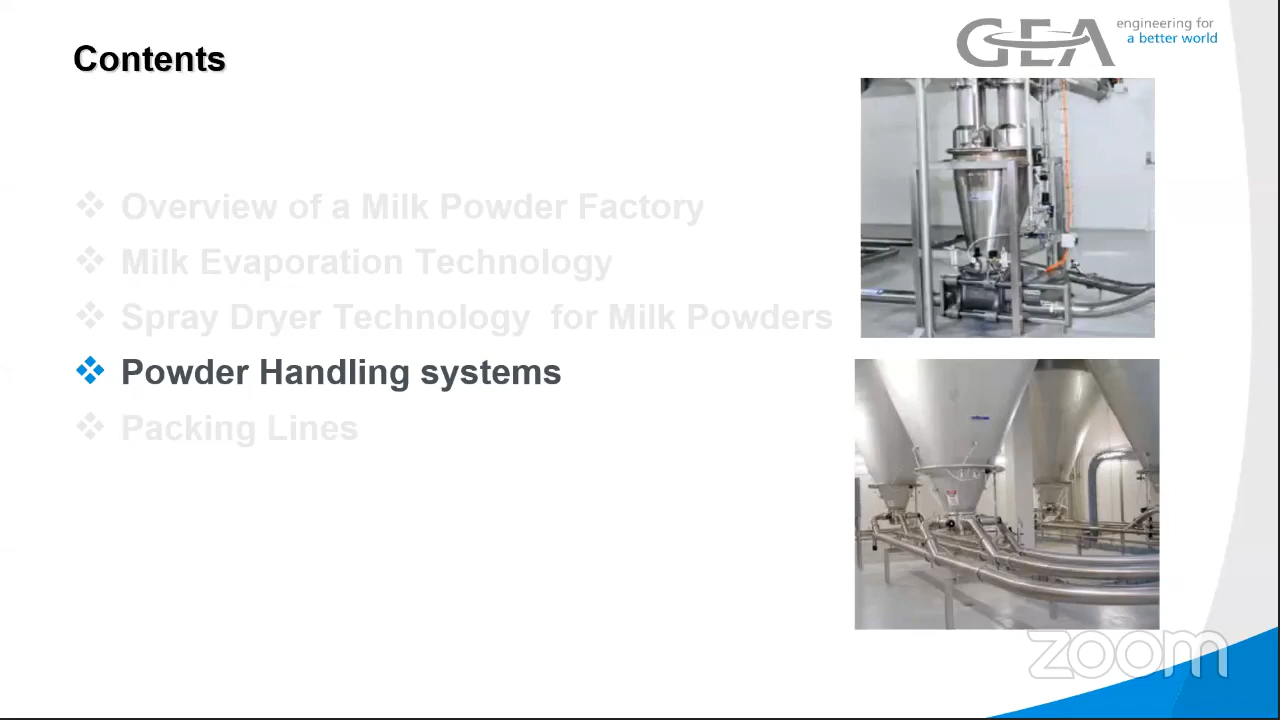 Contents
GEA
engineering for
a better world
Overview of a Milk Powder Factory
Milk Evaporation Technology
Spray Dryer Technology for Milk Powders
Powder Handling systems
Packing Lines
zoom